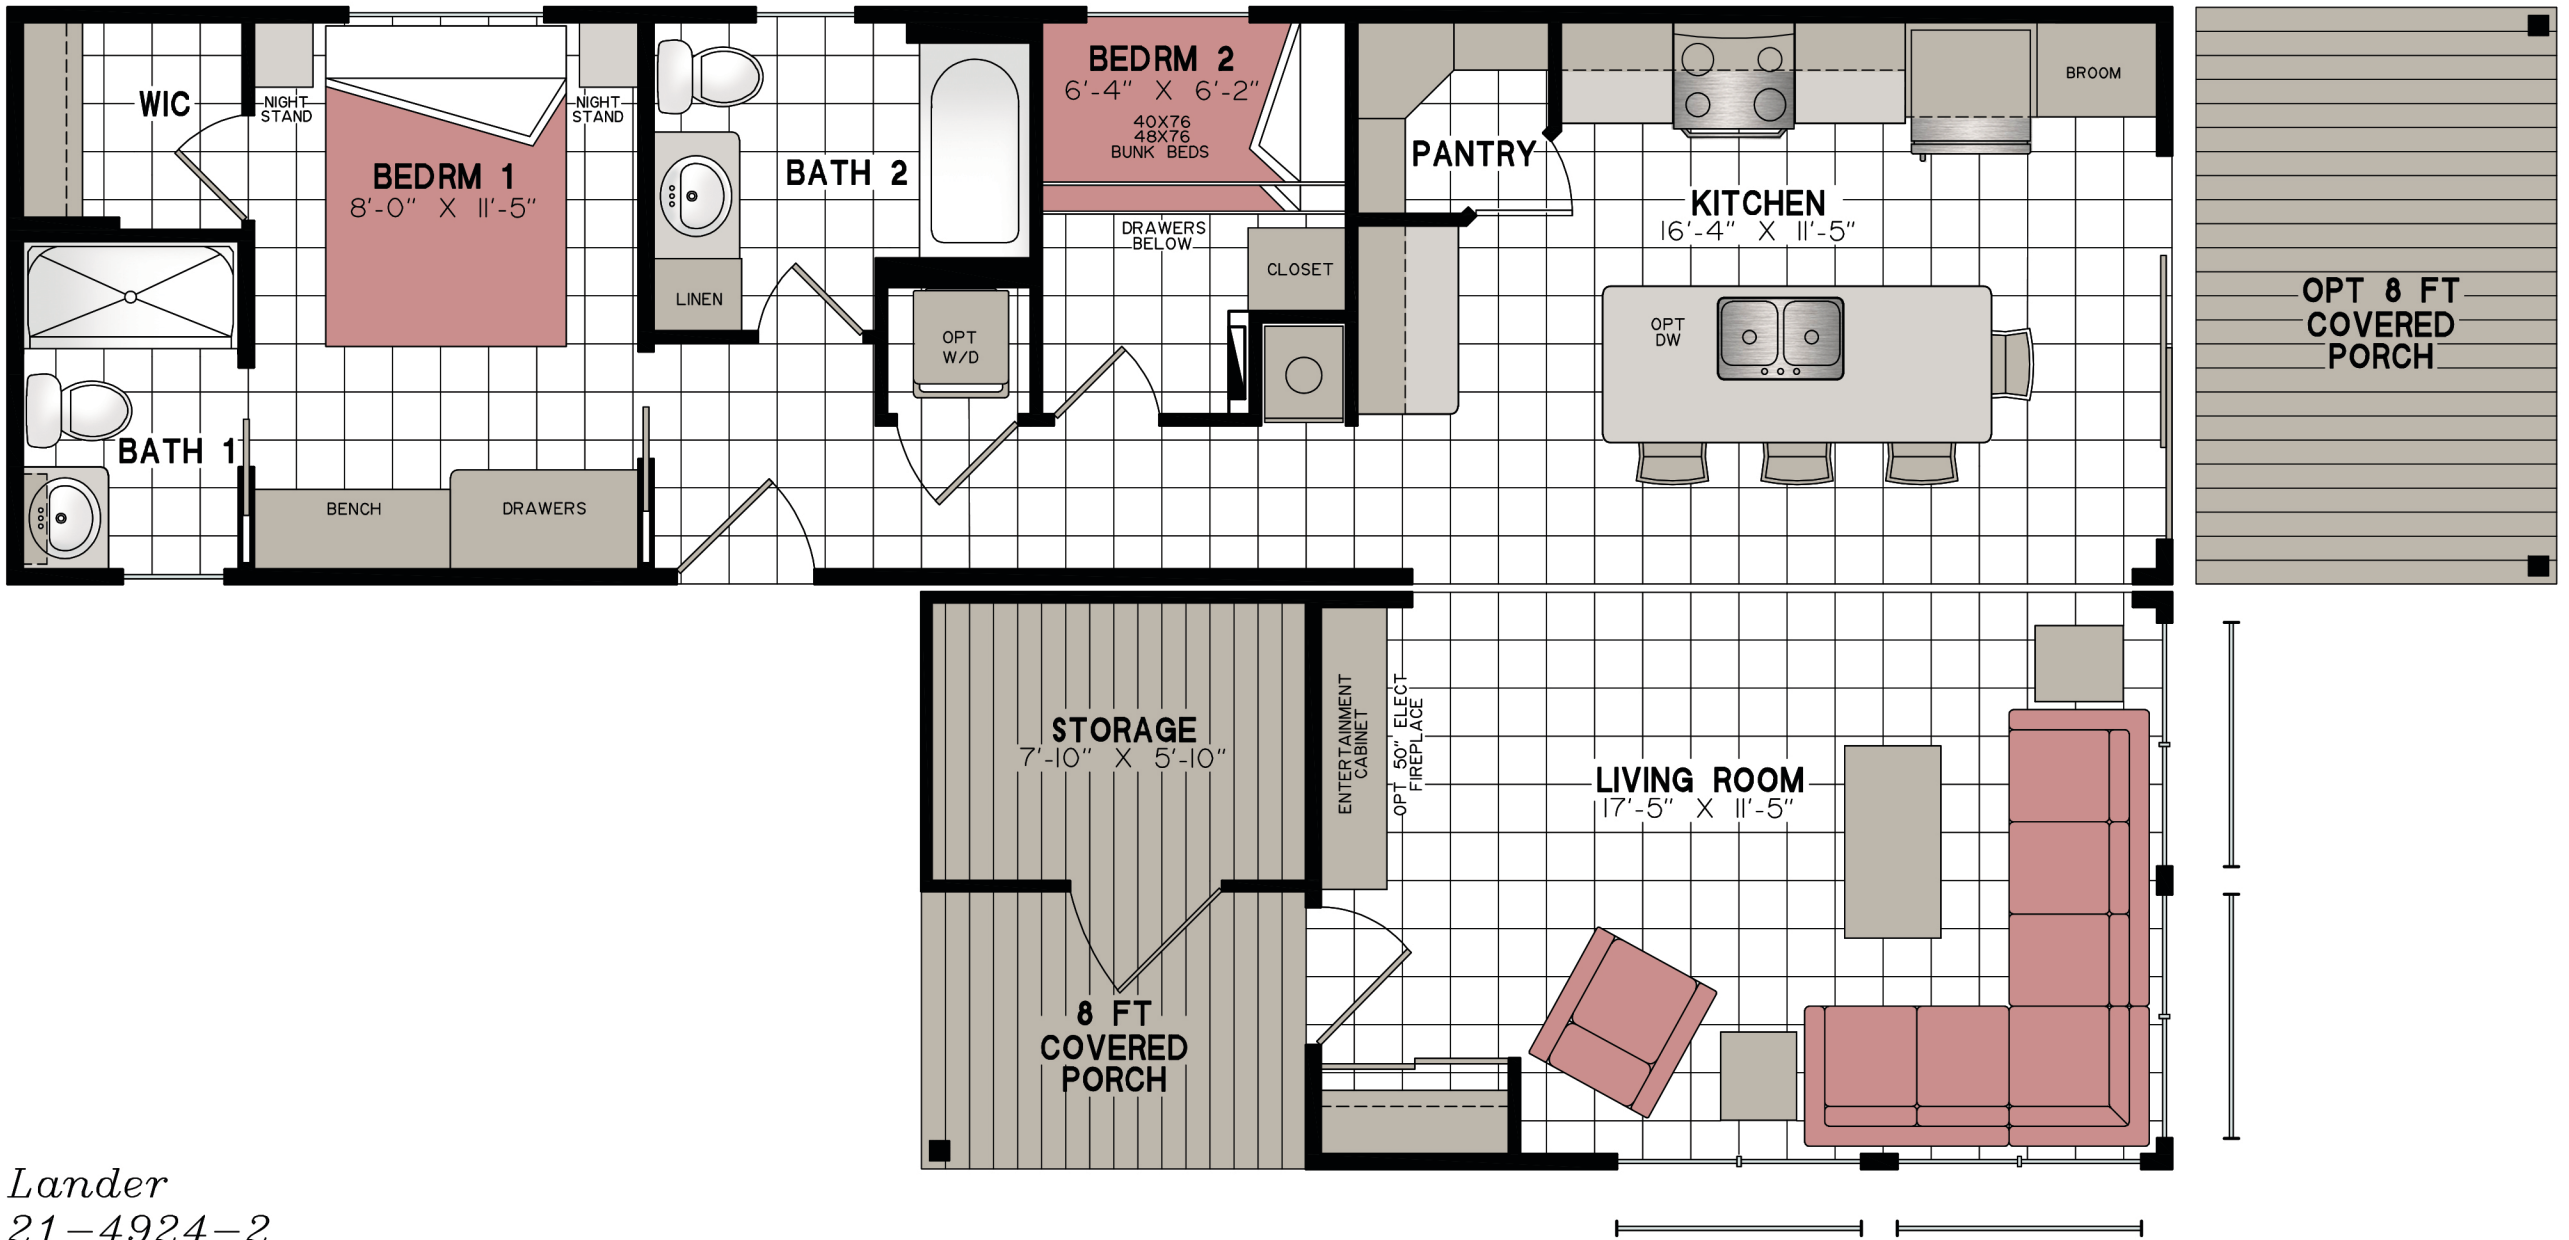 WIC
NIGHT
STAND
BEDRM 1
8'-0" X 11'-5"
NIGHT
STAND
BATH 1
BENCH
DRAWERS
BATH 2
LINEN
OPT
W/D
BEDRM 2
6'-4" X 6'-2"
40X76
48X76
BUNK BEDS
DRAWERS
BELOW
CLOSET
PANTRY
BROOM
KITCHEN
16'-4" X 11'-5"
OPT
DW
OPT 8 FT
COVERED
PORCH
STORAGE
7'-10" X 5'-10"
8 FT
COVERED
PORCH
ENTERTAINMENT
CABINET
OPT 50" ELECT
FIREPLACE
LIVING ROOM
17'-5" X 11'-5"
Lander
21-4924-2